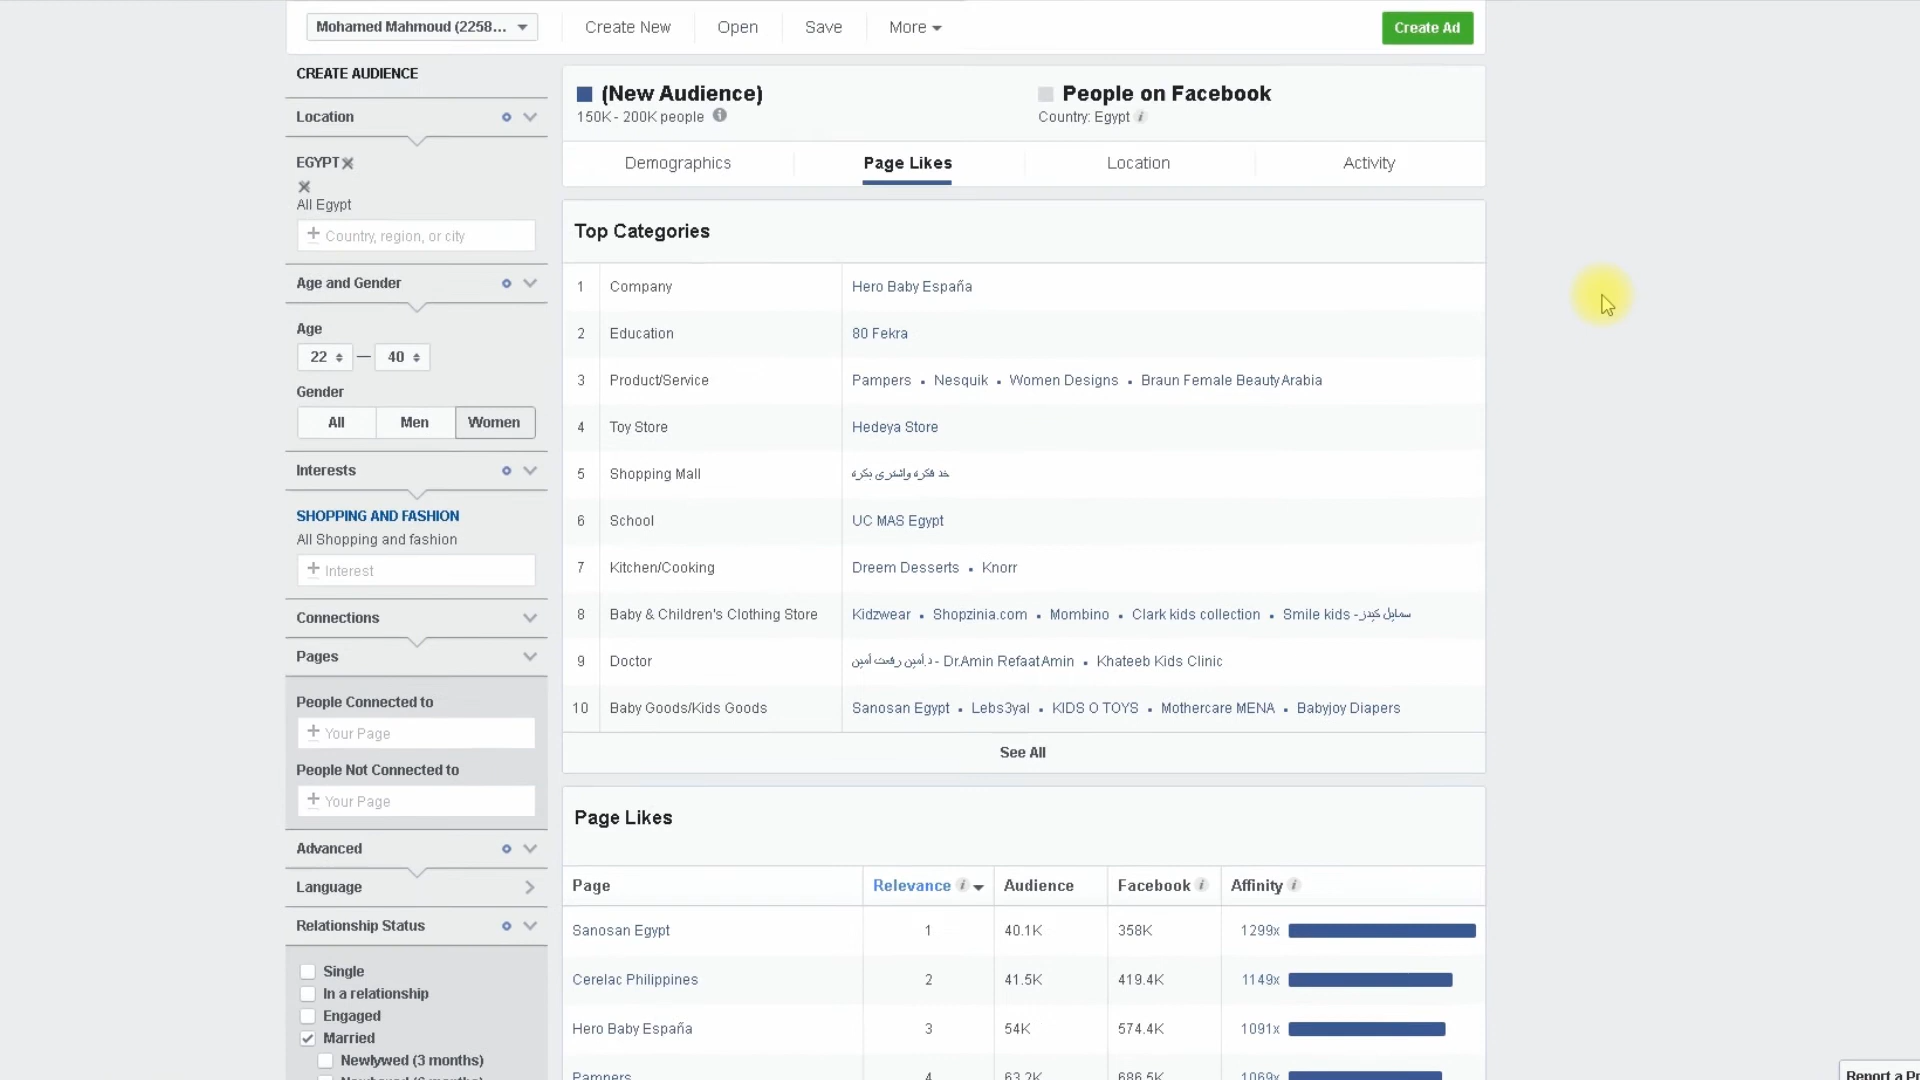 Mohamed Mahmoud (2258...
Create New
Open
Save
More
Create Ad
CREATE AUDIENCE
Location
EGYPT
All Egypt
Country, region, or city
Age and Gender
Age
22 — 40
Gender
All Men Women
Interests
SHOPPING AND FASHION
All Shopping and fashion
Interest
Connections
Pages
People Connected to
Your Page
People Not Connected to
Your Page
Advanced
Language
Relationship Status
Single
In a relationship
Engaged
Married
Newlywed (3 months)
(New Audience)
150K - 200K people
People on Facebook
Country: Egypt
Demographics Page Likes Location Activity
Top Categories
1 Company Hero Baby España
2 Education 80 Fekra
3 Product/Service Pampers • Nesquik • Women Designs • Braun Female Beauty Arabia
4 Toy Store Hedeya Store
5 Shopping Mall خد فكرة واشترى بكرة
6 School UC MAS Egypt
7 Kitchen/Cooking Dreem Desserts • Knorr
8 Baby & Children's Clothing Store Kidzwear • Shopzinia.com • Mombino • Clark kids collection • Smile kids - سمايل كيدز
9 Doctor د.أمين رفعت أمين - Dr.Amin Refaat Amin • Khateeb Kids Clinic
10 Baby Goods/Kids Goods Sanosan Egypt • Lebs3yal • KIDS O TOYS • Mothercare MENA • Babyjoy Diapers
See All
Page Likes
Page Relevance Audience Facebook Affinity
Sanosan Egypt 1 40.1K 358K 1299x
Cerelac Philippines 2 41.5K 419.4K 1149x
Hero Baby España 3 54K 574.4K 1091x
Pampers 4 63.2K 686.5K 1069x
Report a